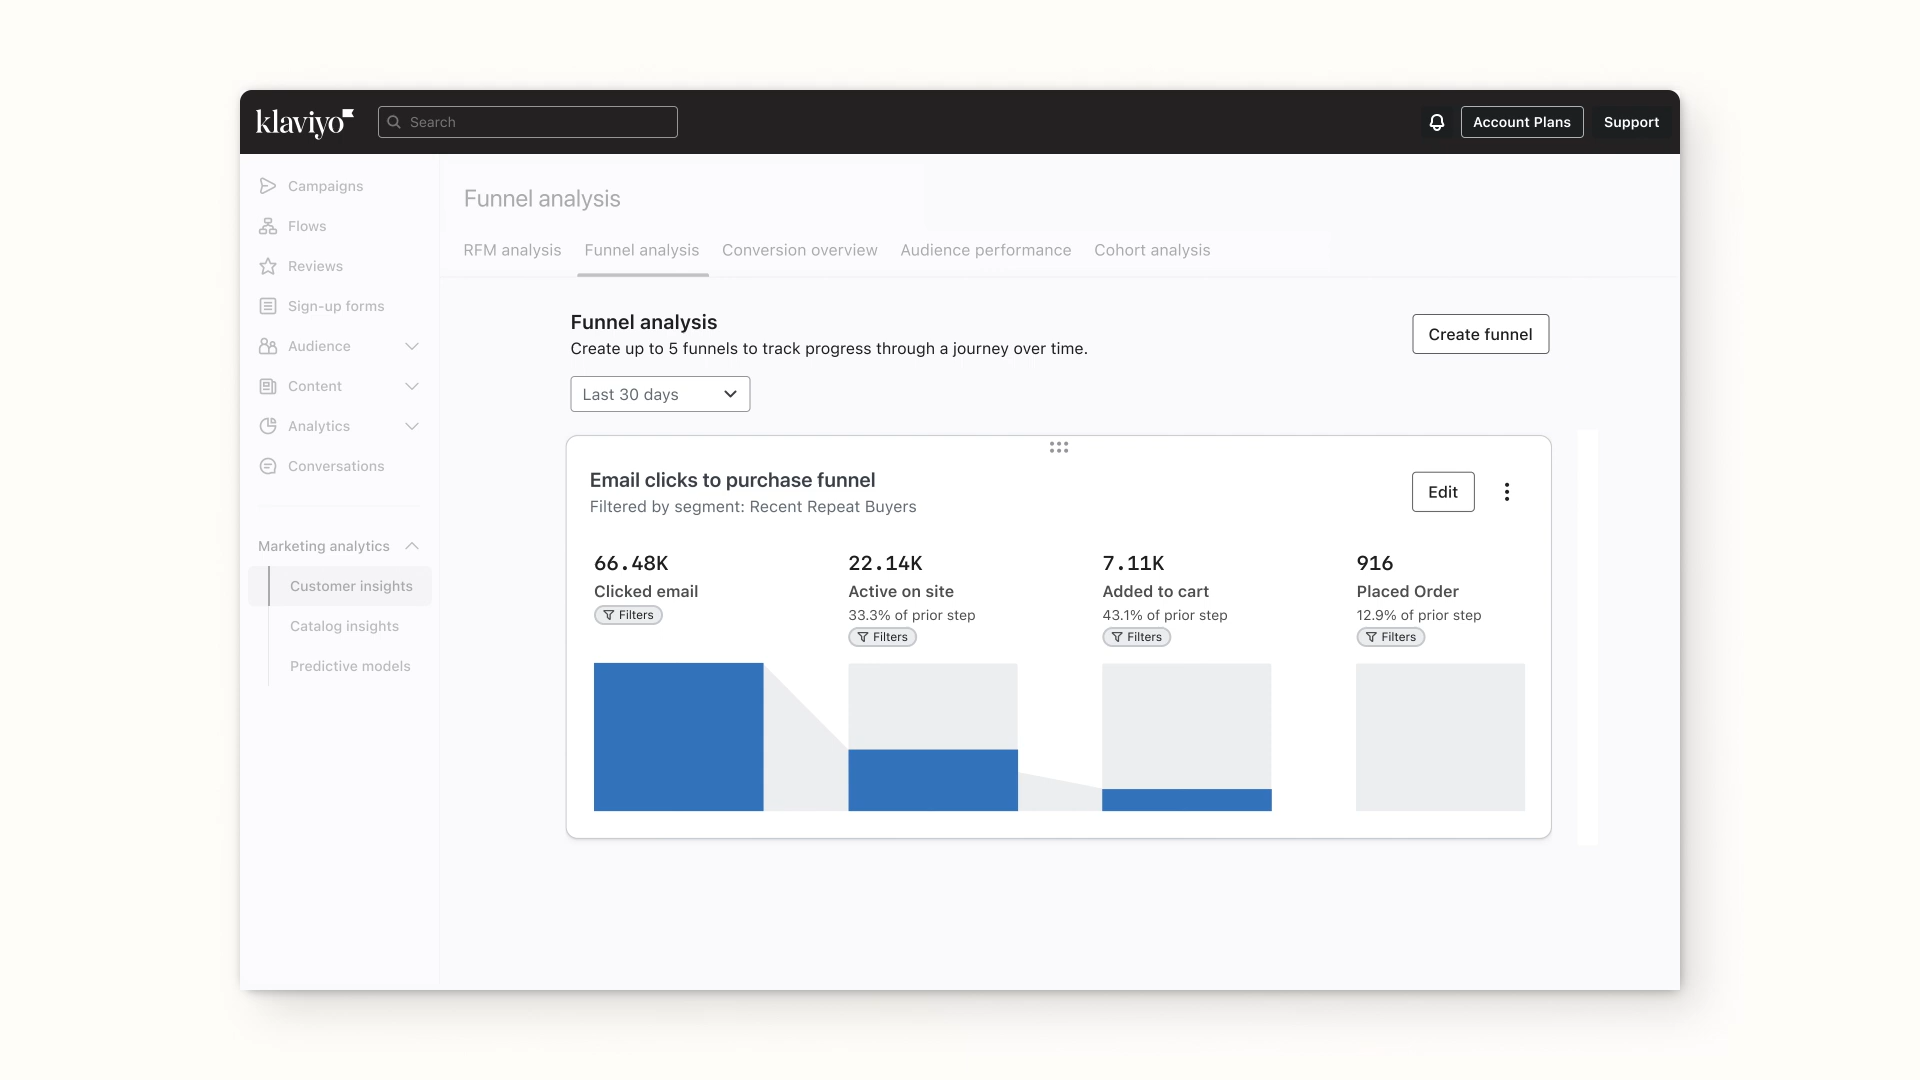 klaviyo
Search
Account Plans
Support
Campaigns
Flows
Reviews
Sign-up forms
Audience
Content
Analytics
Conversations
Marketing analytics
Customer insights
Catalog insights
Predictive models
Funnel analysis
RFM analysis Funnel analysis Conversion overview Audience performance Cohort analysis
Funnel analysis
Create up to 5 funnels to track progress through a journey over time.
Create funnel
Last 30 days
Email clicks to purchase funnel
Filtered by segment: Recent Repeat Buyers
Edit
66.48K
Clicked email
Filters
22.14K
Active on site
33.3% of prior step
Filters
7.11K
Added to cart
43.1% of prior step
Filters
916
Placed Order
12.9% of prior step
Filters